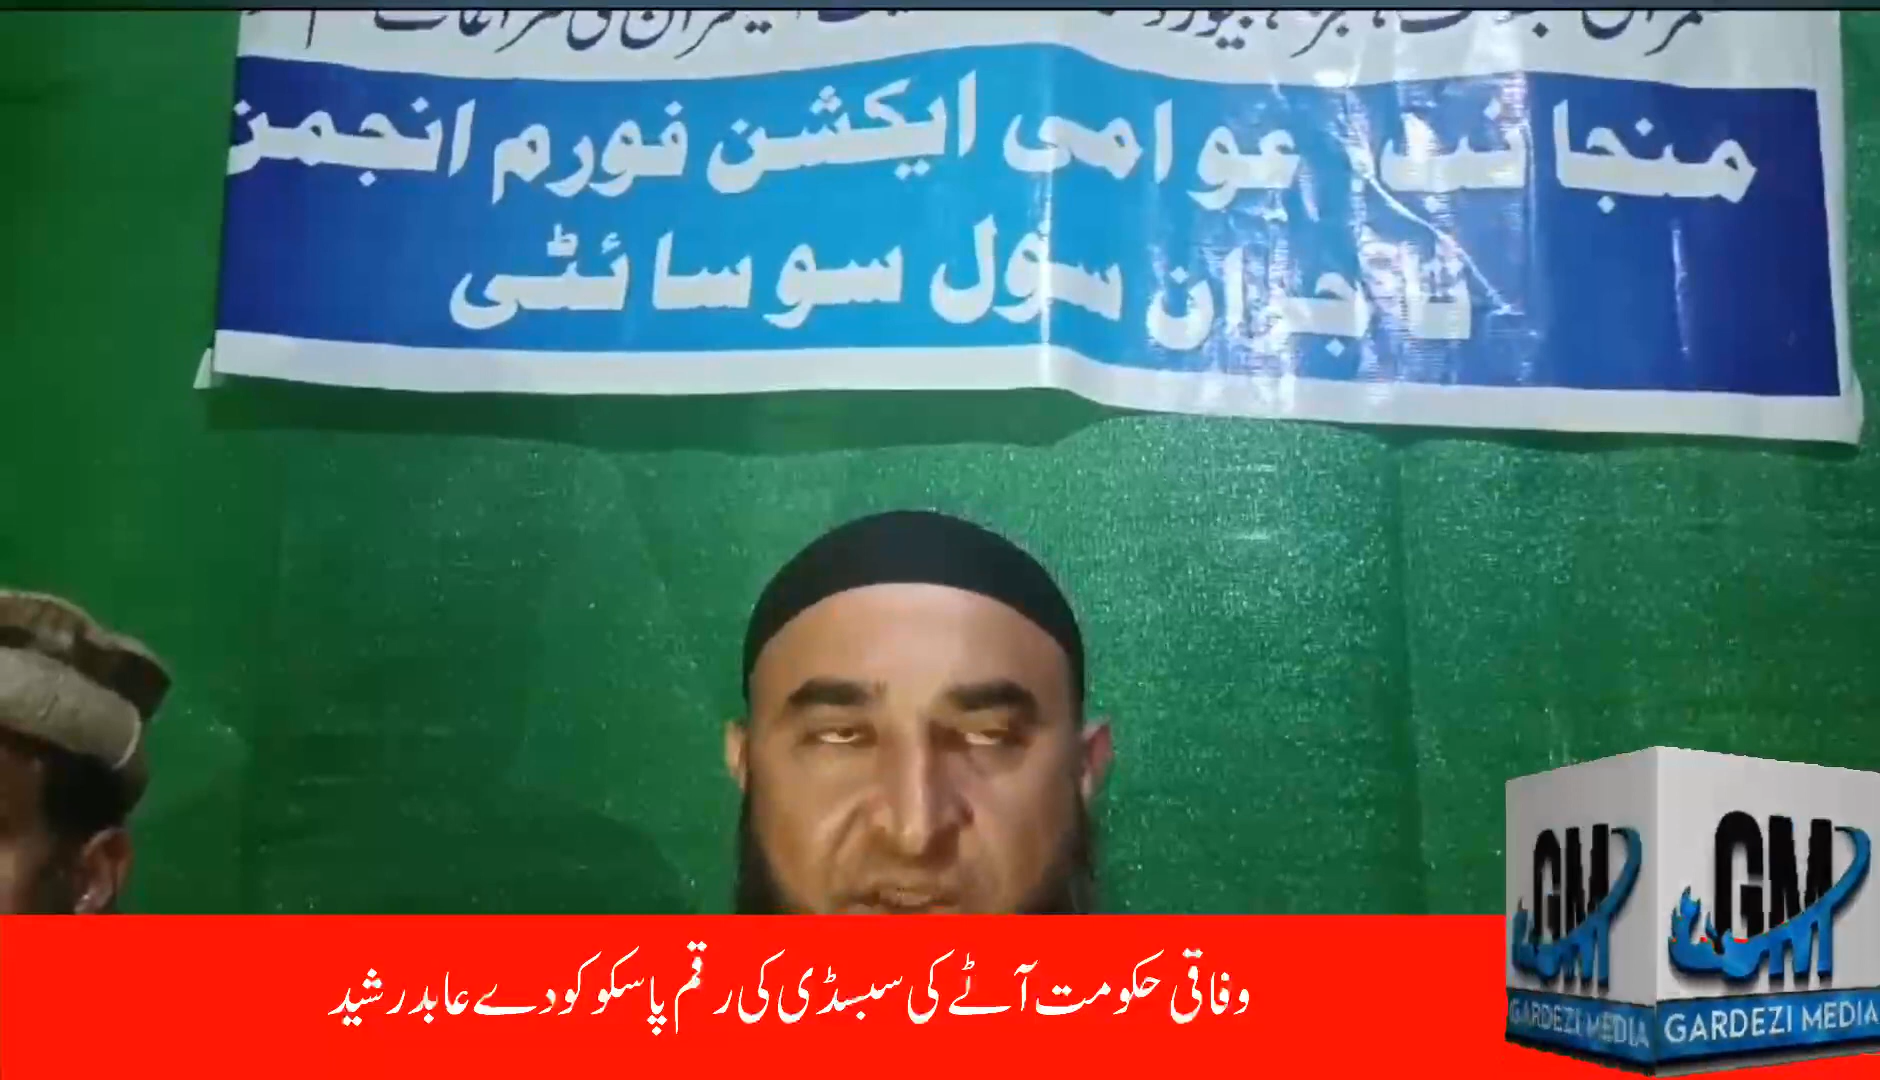 منجانب عوامی ایکشن فورم انجمن
تاجران سول سوسائٹی
وفاقی حکومت آٹے کی سبسڈی کی رقم پاسکو کو دے عابد رشید
GM
GM
GARDEZI MEDIA
GARDEZI MEDIA